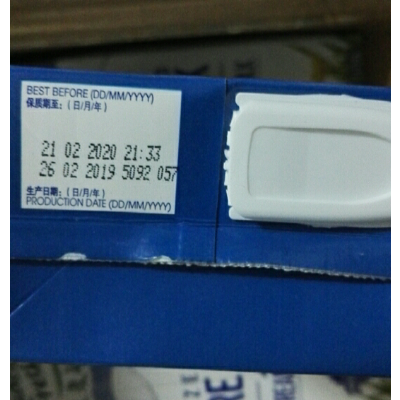 BEST BEFORE (DD/MM/YYYY)
保质期至:(日/月/年)
21 02 2020 21:33
26 02 2019 5092 057
生产日期:(日/月/年)
PRODUCTION DATE (DD/MM/YYYY)